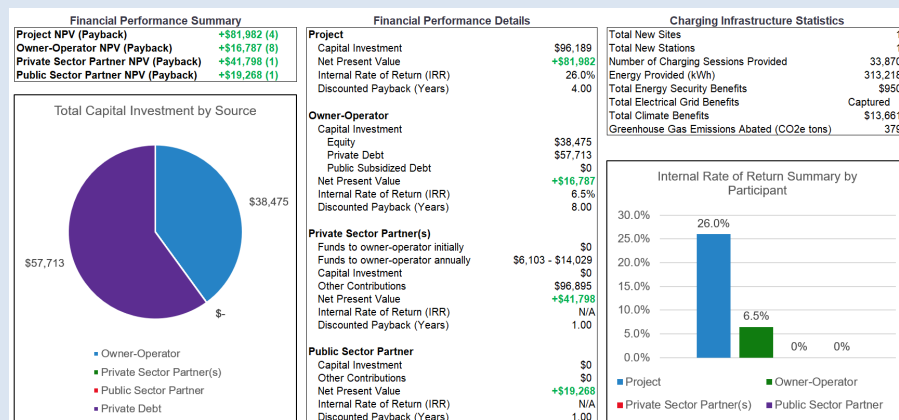 Financial Performance Summary
Project NPV (Payback) +$81,982 (4)
Owner-Operator NPV (Payback) +$16,787 (8)
Private Sector Partner NPV (Payback) +$41,798 (1)
Public Sector Partner NPV (Payback) +$19,268 (1)
Total Capital Investment by Source
$38,475
$57,713
$-
Owner-Operator
Private Sector Partner(s)
Public Sector Partner
Private Debt
Financial Performance Details
Project
Capital Investment $96,189
Net Present Value +$81,982
Internal Rate of Return (IRR) 26.0%
Discounted Payback (Years) 4.00
Owner-Operator
Capital Investment
Equity $38,475
Private Debt $57,713
Public Subsidized Debt $0
Net Present Value +$16,787
Internal Rate of Return (IRR) 6.5%
Discounted Payback (Years) 8.00
Private Sector Partner(s)
Funds to owner-operator initially $0
Funds to owner-operator annually $6,103 - $14,029
Capital Investment $0
Other Contributions $96,895
Net Present Value +$41,798
Internal Rate of Return (IRR) N/A
Discounted Payback (Years) 1.00
Public Sector Partner
Capital Investment $0
Other Contributions $0
Net Present Value +$19,268
Internal Rate of Return (IRR) N/A
Discounted Payback (Years) 1.00
Charging Infrastructure Statistics
Total New Sites 1
Total New Stations 1
Number of Charging Sessions Provided 33,870
Energy Provided (kWh) 313,218
Total Energy Security Benefits $950
Total Electrical Grid Benefits Captured
Total Climate Benefits $13,661
Greenhouse Gas Emissions Abated (CO2e tons) 379
Internal Rate of Return Summary by
Participant
30.0%
25.0%
20.0%
15.0%
10.0%
5.0%
0.0%
26.0%
6.5%
0%
0%
Project
Owner-Operator
Private Sector Partner(s)
Public Sector Partner